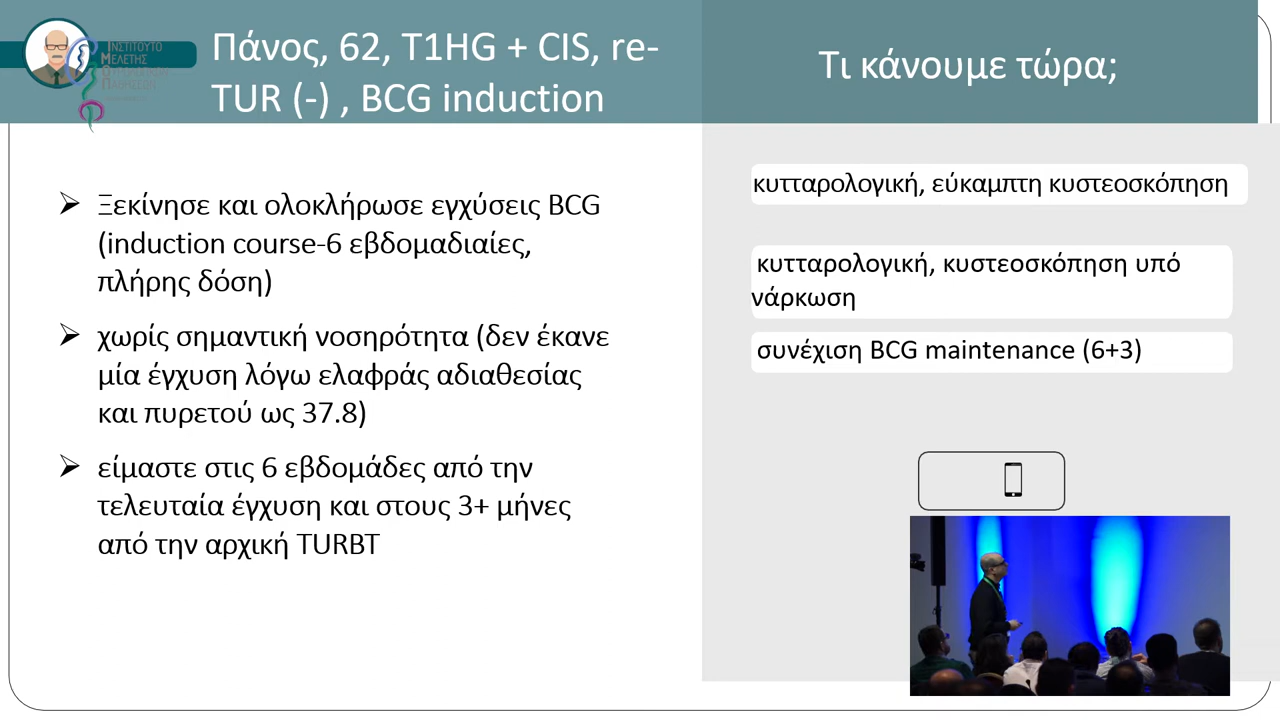 ΙΝΣΤΙΤΟΥΤΟ
ΜΕΛΕΤΗΣ
ΟΥΡΟΛΟΓΙΚΩΝ
ΠΑΘΗΣΕΩΝ
Πάνος, 62, T1HG + CIS, re-
TUR (-) , BCG induction
Τι κάνουμε τώρα;
Ξεκίνησε και ολοκλήρωσε εγχύσεις BCG
(induction course-6 εβδομαδιαίες,
πλήρης δόση)
χωρίς σημαντική νοσηρότητα (δεν έκανε
μία έγχυση λόγω ελαφράς αδιαθεσίας
και πυρετού ως 37.8)
είμαστε στις 6 εβδομάδες από την
τελευταία έγχυση και στους 3+ μήνες
από την αρχική TURBT
κυτταρολογική, εύκαμπτη κυστεοσκόπηση
κυτταρολογική, κυστεοσκόπηση υπό
νάρκωση
συνέχιση BCG maintenance (6+3)